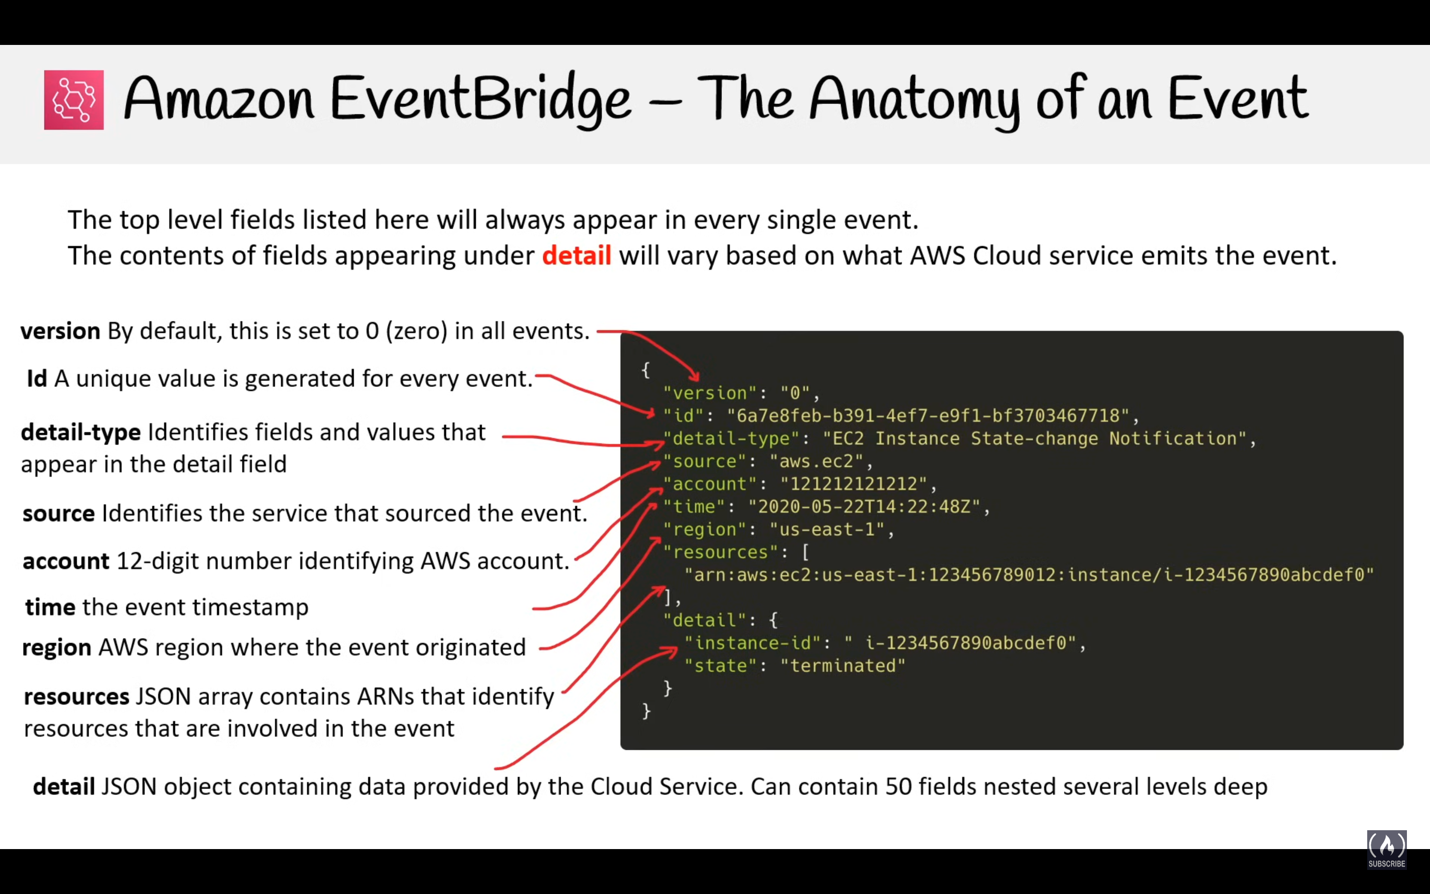 Amazon EventBridge – The Anatomy of an Event
The top level fields listed here will always appear in every single event.
The contents of fields appearing under detail will vary based on what AWS Cloud service emits the event.
version By default, this is set to 0 (zero) in all events.
Id A unique value is generated for every event.
detail-type Identifies fields and values that
appear in the detail field
source Identifies the service that sourced the event.
account 12-digit number identifying AWS account.
time the event timestamp
region AWS region where the event originated
resources JSON array contains ARNs that identify
resources that are involved in the event
detail JSON object containing data provided by the Cloud Service. Can contain 50 fields nested several levels deep
{
"version": "0",
"id": "6a7e8feb-b391-4ef7-e9f1-bf3703467718",
"detail-type": "EC2 Instance State-change Notification",
"source": "aws.ec2",
"account": "121212121212",
"time": "2020-05-22T14:22:48Z",
"region": "us-east-1",
"resources": [
"arn:aws:ec2:us-east-1:123456789012:instance/i-1234567890abcdef0"
],
"detail": {
"instance-id": " i-1234567890abcdef0",
"state": "terminated"
}
}
SUBSCRIBE